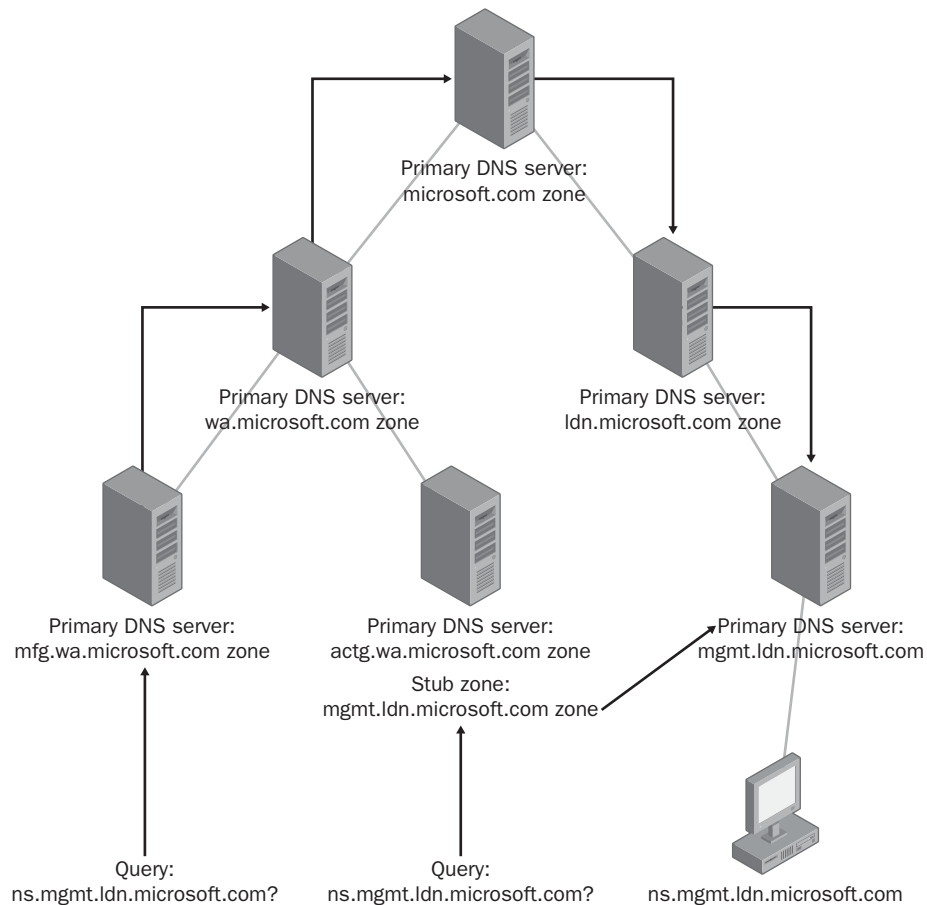 Primary DNS server:
microsoft.com zone
Primary DNS server:
wa.microsoft.com zone
Primary DNS server:
ldn.microsoft.com zone
Primary DNS server:
mfg.wa.microsoft.com zone
Primary DNS server:
actg.wa.microsoft.com zone
Stub zone:
mgmt.ldn.microsoft.com zone
Primary DNS server:
mgmt.ldn.microsoft.com
Query:
ns.mgmt.ldn.microsoft.com?
Query:
ns.mgmt.ldn.microsoft.com?
ns.mgmt.ldn.microsoft.com